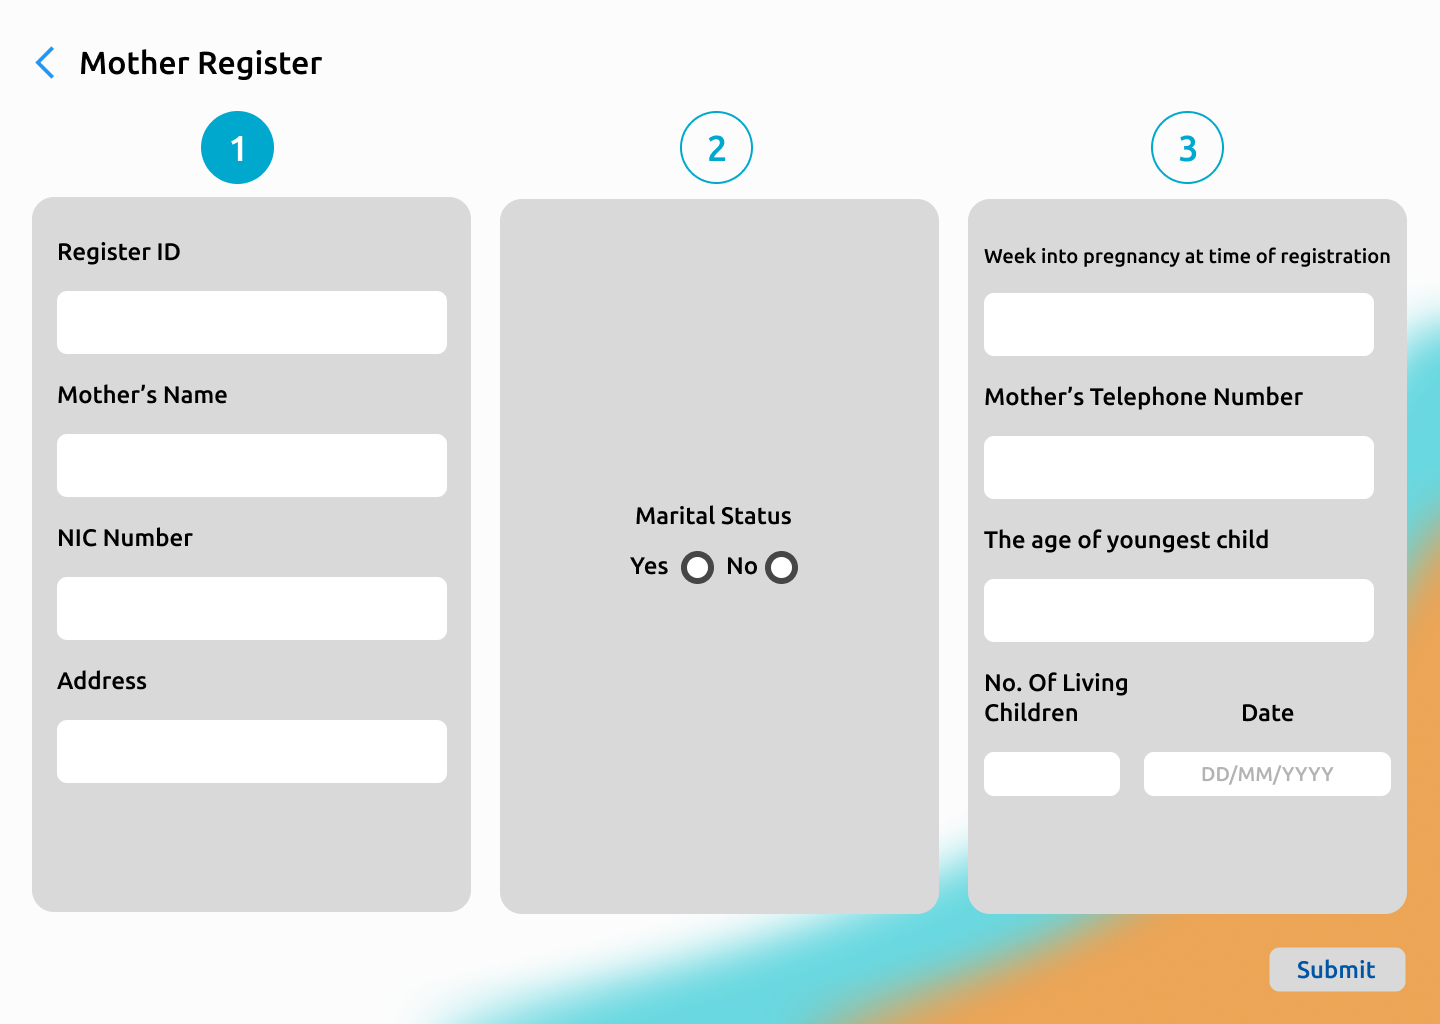 Mother Register
1
2
3
Register ID
Mother’s Name
NIC Number
Address
Marital Status
Yes No
Week into pregnancy at time of registration
Mother’s Telephone Number
The age of youngest child
No. Of Living
Children
Date
DD/MM/YYYY
Submit